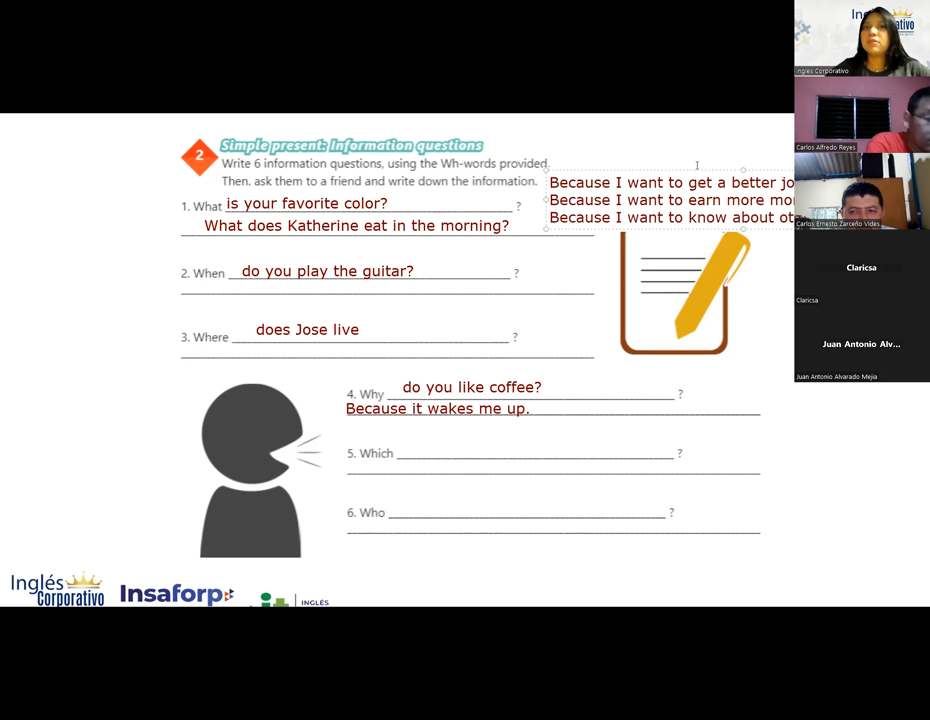 Inglés
ativo
Ingles Corporativo
Carlos Alfredo Reyes
Carlos Ernesto Zarceño Vides
Claricsa
Claricsa
Juan Antonio Alv...
Juan Antonio Alvarado Mejia
2
Simple present: Information questions
Write 6 information questions, using the Wh-words provided.
Then. ask them to a friend and write down the information.
Because I want to get a better jo
Because I want to earn more mo
Because I want to know about ot
1. What is your favorite color? ?
What does Katherine eat in the morning?
2. When do you play the guitar? ?
3. Where does Jose live ?
4. Why do you like coffee? ?
Because it wakes me up.
5. Which ?
6. Who ?
Inglés
Corporativo
Insaforp
INGLÉS